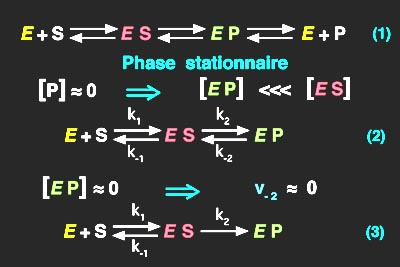 E + S ⇌ E S ⇌ E P ⇌ E + P (1)
Phase stationnaire
[P] ≈ 0 ⇒ [E P] <<< [E S]
k1 k2
E + S ⇌ E S ⇌ E P (2)
k-1 k-2
[E P] ≈ 0 ⇒ v-2 ≈ 0
k1 k2
E + S ⇌ E S → E P (3)
k-1